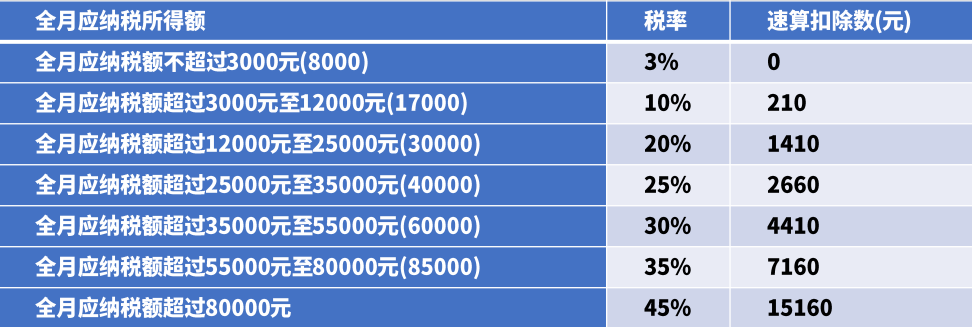 全月应纳税所得额 税率 速算扣除数(元)
全月应纳税额不超过3000元(8000) 3% 0
全月应纳税额超过3000元至12000元(17000) 10% 210
全月应纳税额超过12000元至25000元(30000) 20% 1410
全月应纳税额超过25000元至35000元(40000) 25% 2660
全月应纳税额超过35000元至55000元(60000) 30% 4410
全月应纳税额超过55000元至80000元(85000) 35% 7160
全月应纳税额超过80000元 45% 15160